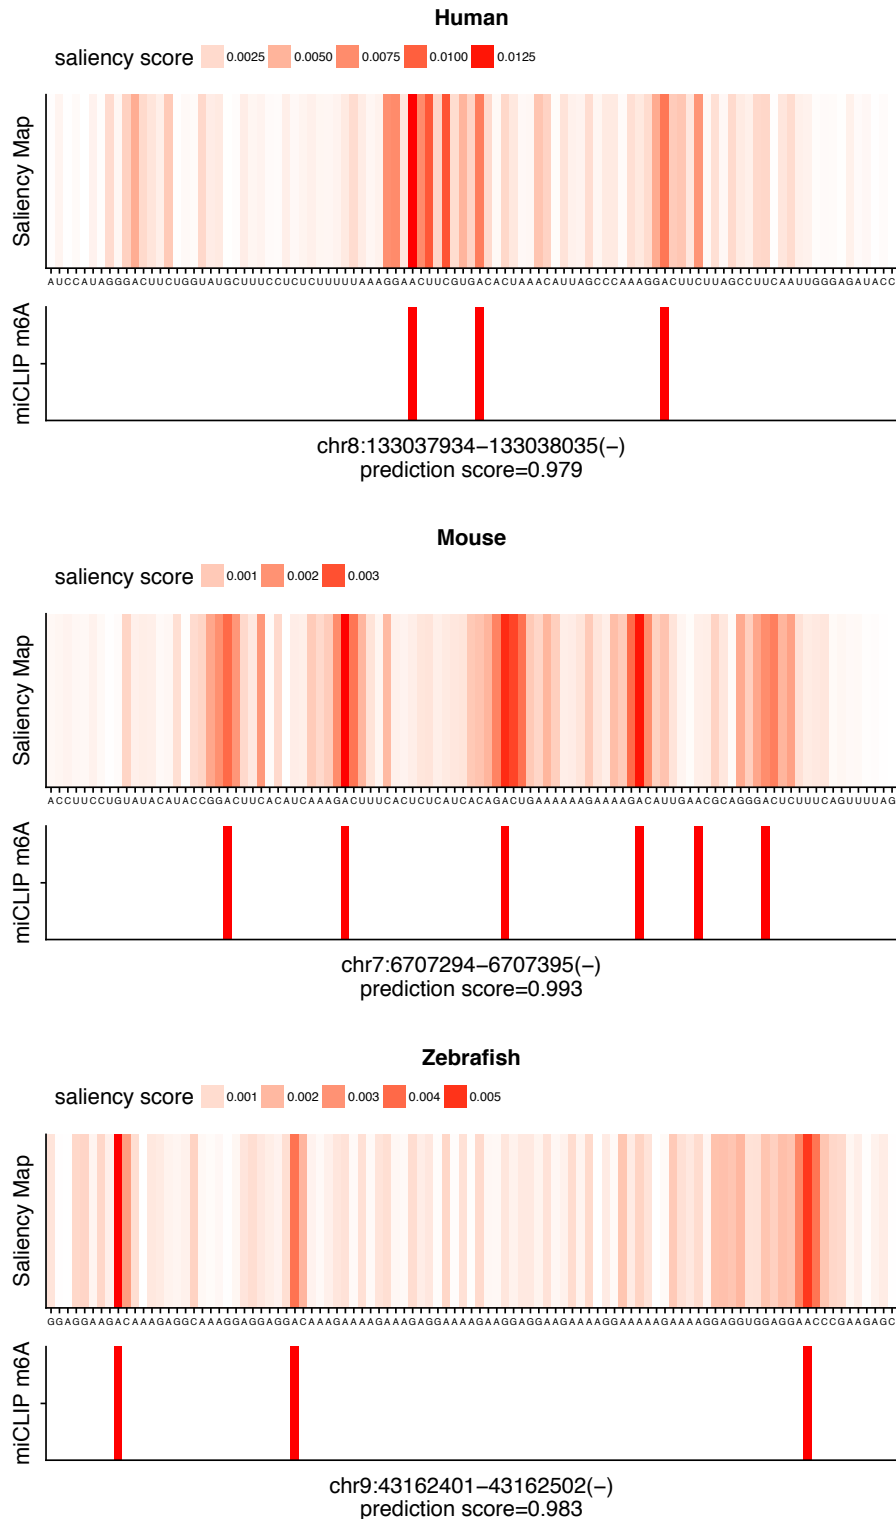 Human
saliency score 0.0025 0.0050 0.0075 0.0100 0.0125
Saliency Map
AUCCAUAGGGACUUCUGGUAUGCUUUCCUCUCUUUUUAAAGGAACUUCGUGACACUAAACAUUAGCCCAAAGGACUUCUUAGCCUUCAAUUGGGAGAUACC
miCLIP m6A
chr8:133037934−133038035(−)
prediction score=0.979
Mouse
saliency score 0.001 0.002 0.003
Saliency Map
ACCUUCCUGUAUACAUACCGGACUUCACAUCAAAGACUUUCACUCUCAUCACAGACUGAAAAAAGAAAAGACAUUGAACGCAGGGACUCUUUCAGUUUUAG
miCLIP m6A
chr7:6707294−6707395(−)
prediction score=0.993
Zebrafish
saliency score 0.001 0.002 0.003 0.004 0.005
Saliency Map
GGAGGAAGACAAAGAGGCAAAGGAGGAGGACAAAGAAAAGAAAGAGGAAAAGAAGGAGGAAGAAAAGGAAAAAAGAAAAGGAGGUGGAGGAACCCGAAGAGC
miCLIP m6A
chr9:43162401−43162502(−)
prediction score=0.983